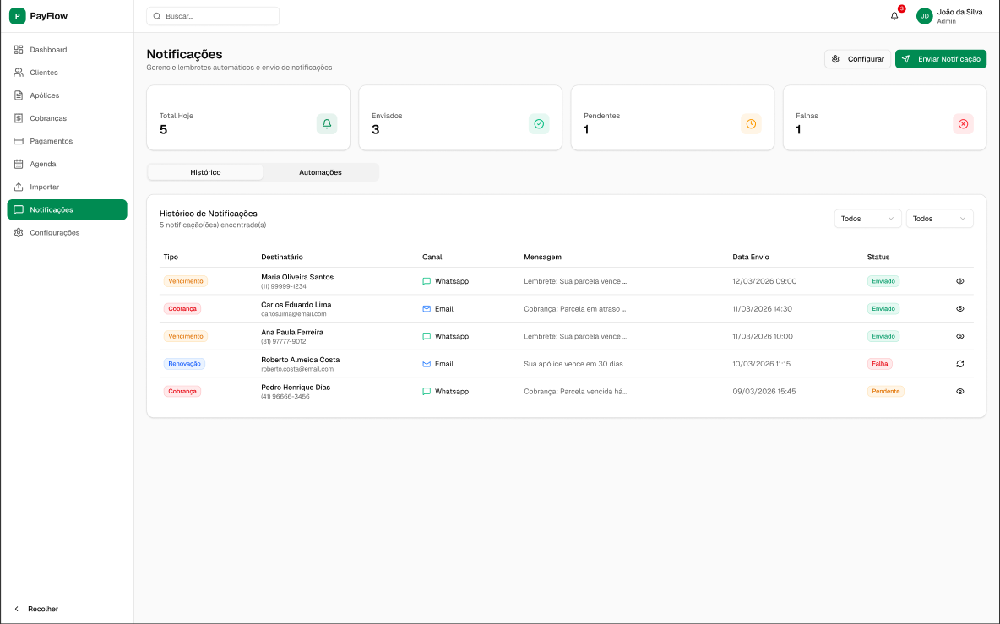 P PayFlow
Buscar...
3
JD
João da Silva
Admin
Dashboard
Clientes
Apólices
Cobranças
Pagamentos
Agenda
Importar
Notificações
Configurações
Recolher
Notificações
Gerencie lembretes automáticos e envio de notificações
Configurar
Enviar Notificação
Total Hoje
5
Enviados
3
Pendentes
1
Falhas
1
Histórico
Automações
Histórico de Notificações
5 notificação(ões) encontrada(s)
Todos
Todos
Tipo Destinatário Canal Mensagem Data Envio Status
Vencimento Maria Oliveira Santos Whatsapp Lembrete: Sua parcela vence ... 12/03/2026 09:00 Enviado
(11) 99999-1234
Cobrança Carlos Eduardo Lima Email Cobrança: Parcela em atraso ... 11/03/2026 14:30 Enviado
carlos.lima@email.com
Vencimento Ana Paula Ferreira Whatsapp Lembrete: Sua parcela vence ... 11/03/2026 10:00 Enviado
(31) 97777-9012
Renovação Roberto Almeida Costa Email Sua apólice vence em 30 dias... 10/03/2026 11:15 Falha
roberto.costa@email.com
Cobrança Pedro Henrique Dias Whatsapp Cobrança: Parcela vencida há... 09/03/2026 15:45 Pendente
(41) 96666-3456